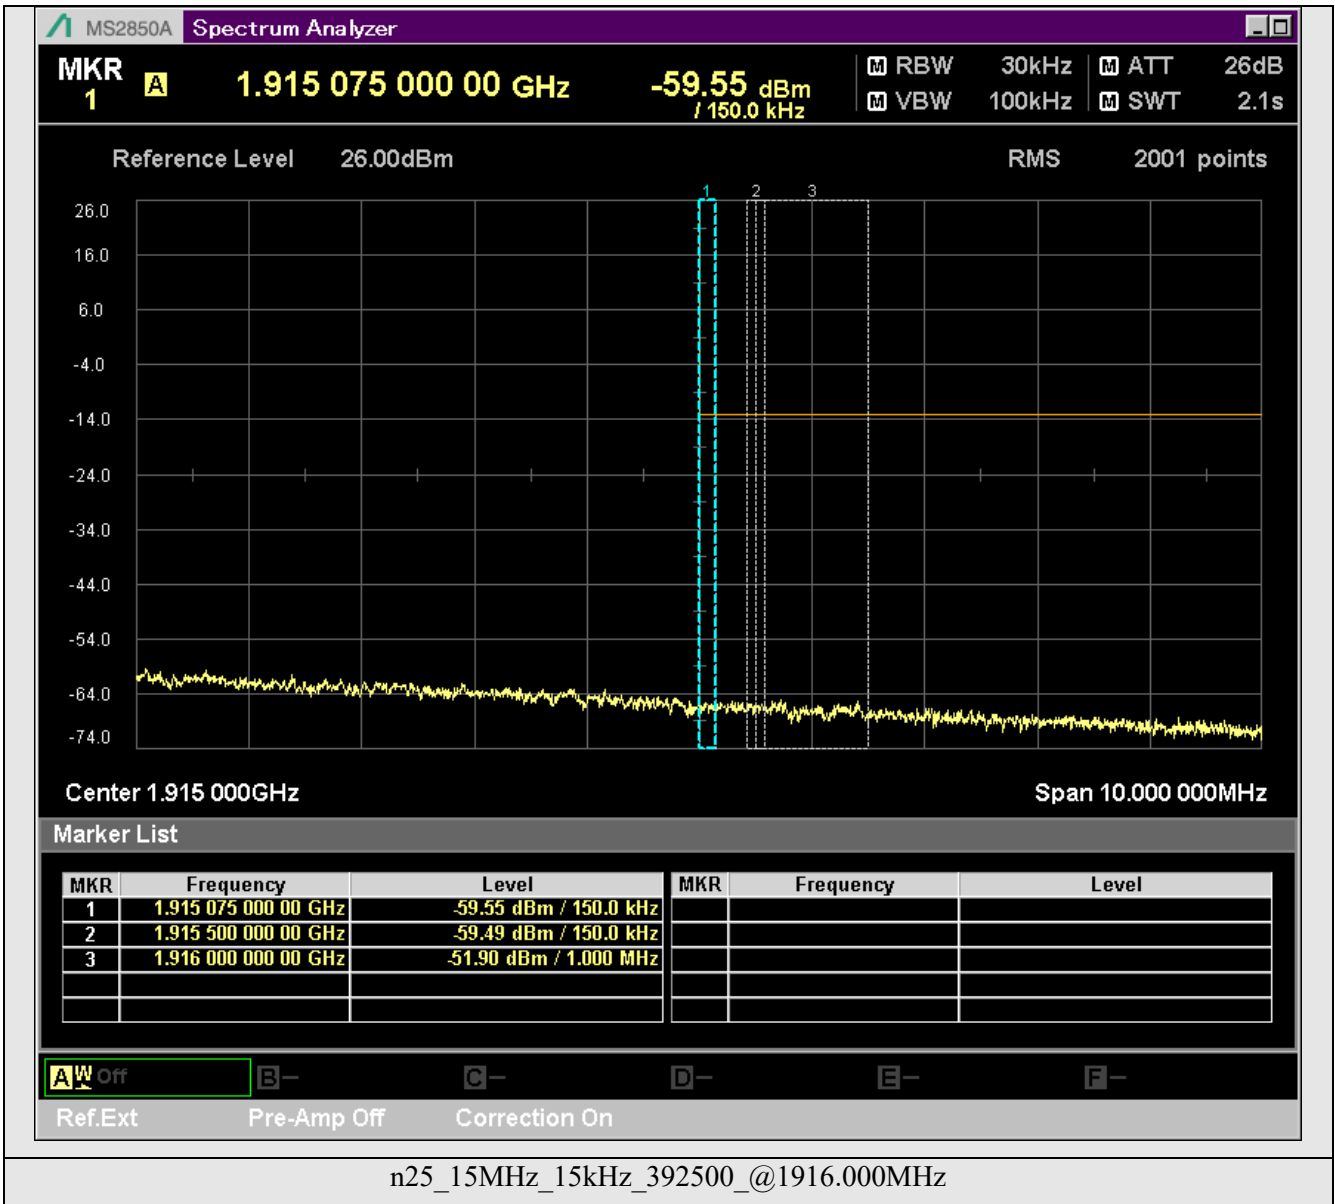 MS2850A Spectrum Analyzer
MKR 1 A 1.915 075 000 00 GHz -59.55 dBm / 150.0 kHz
M RBW 30kHz M ATT 26dB
M VBW 100kHz M SWT 2.1s
Reference Level 26.00dBm RMS 2001 points
1 2 3
26.0
16.0
6.0
-4.0
-14.0
-24.0
-34.0
-44.0
-54.0
-64.0
-74.0
Center 1.915 000GHz Span 10.000 000MHz
Marker List
MKR Frequency Level MKR Frequency Level
1 1.915 075 000 00 GHz -59.55 dBm / 150.0 kHz
2 1.915 500 000 00 GHz -59.49 dBm / 150.0 kHz
3 1.916 000 000 00 GHz -51.90 dBm / 1.000 MHz
A W Off B- C- D- E- F-
Ref.Ext Pre-Amp Off Correction On
n25_15MHz_15kHz_392500_@1916.000MHz